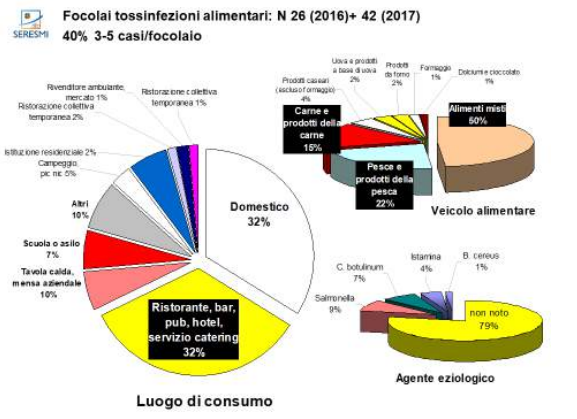 SERESMI
Focolai tossinfezioni alimentari: N 26 (2016)+ 42 (2017)
40% 3-5 casi/focolaio
Rivenditore ambulante,
mercato 1%
Ristorazione collettiva
temporanea 1%
Ristorazione collettiva
temporanea 2%
Istituzione residenziale 2%
Campeggio,
pic nic 5%
Altri
10%
Scuola o asilo
7%
Tavola calda,
mensa aziendale
10%
Domestico
32%
Ristorante, bar,
pub, hotel,
servizio catering
32%
Luogo di consumo
Uova e prodotti
a base di uova
2%
Prodotti
da forno
2%
Formaggio
1%
Dolciumi e cioccolato
1%
Prodotti caseari
(escluso formaggio)
4%
Carne e
prodotti della
carne
15%
Alimenti misti
50%
Pesce e
prodotti della
pesca
22%
Veicolo alimentare
Istamina
4%
B. cereus
1%
C. botulinum
7%
Salmonella
9%
non noto
79%
Agente eziologico